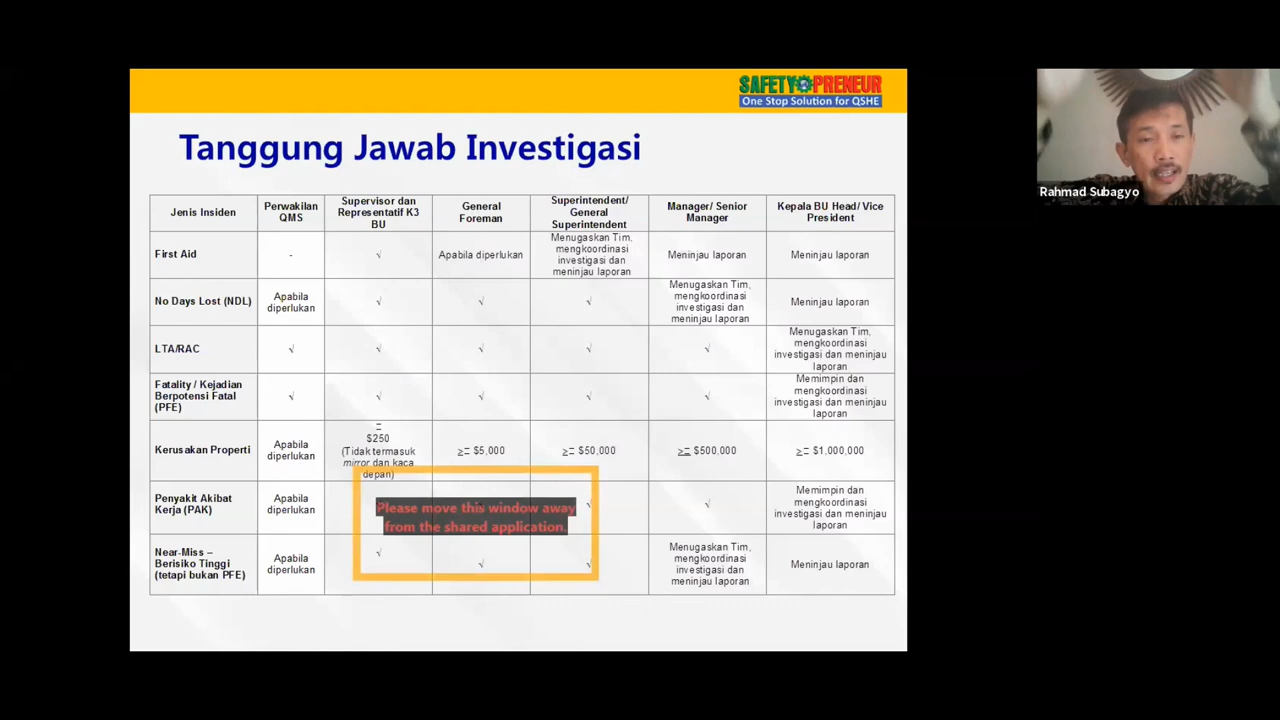 SAFETYPRENEUR
One Stop Solution for QSHE
Rahmad Subagyo
Tanggung Jawab Investigasi
Jenis Insiden
Perwakilan
QMS
Supervisor dan
Representatif K3
BU
General
Foreman
Superintendent/
General
Superintendent
Manager/ Senior
Manager
Kepala BU Head/ Vice
President
First Aid
-
√
Apabila diperlukan
Menugaskan Tim,
mengkoordinasi
investigasi dan
meninjau laporan
Meninjau laporan
Meninjau laporan
No Days Lost (NDL)
Apabila
diperlukan
√
√
√
Menugaskan Tim,
mengkoordinasi
investigasi dan
meninjau laporan
Meninjau laporan
LTA/RAC
√
√
√
√
√
Menugaskan Tim,
mengkoordinasi
investigasi dan meninjau
laporan
Fatality / Kejadian
Berpotensi Fatal
(PFE)
√
√
√
√
√
Memimpin dan
mengkoordinasi
investigasi dan meninjau
laporan
Kerusakan Properti
Apabila
diperlukan
=
$250
(Tidak termasuk
mirror dan kaca
depan)
>= $5,000
>= $50,000
>= $500,000
>= $1,000,000
Penyakit Akibat
Kerja (PAK)
Apabila
diperlukan
Please move this window away
from the shared application.
√
√
Memimpin dan
mengkoordinasi
investigasi dan meninjau
laporan
Near-Miss –
Berisiko Tinggi
(tetapi bukan PFE)
Apabila
diperlukan
√
√
√
Menugaskan Tim,
mengkoordinasi
investigasi dan
meninjau laporan
Meninjau laporan